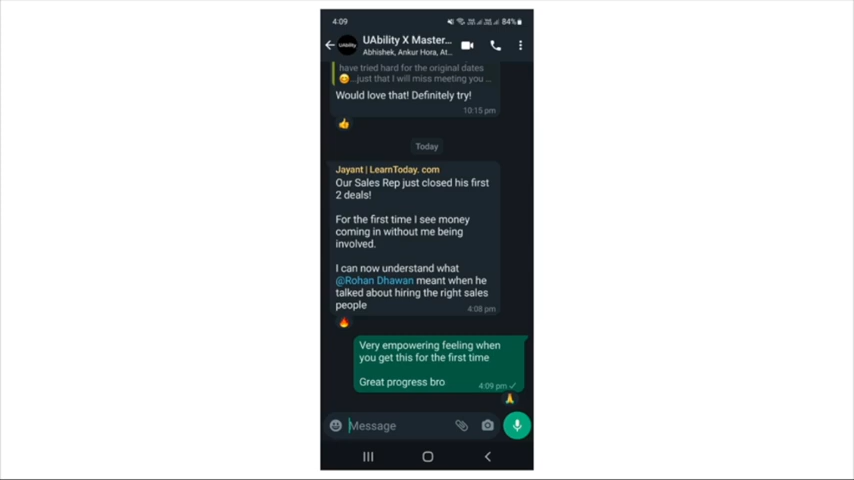 4:09
84%
UAbility X Master...
Abhishek, Ankur Hora, At...
UAbility
have tried hard for the original dates
😊...just that I will miss meeting you ...
Would love that! Definitely try!
10:15 pm
👍
Today
Jayant | LearnToday. com
Our Sales Rep just closed his first
2 deals!
For the first time I see money
coming in without me being
involved.
I can now understand what
@Rohan Dhawan meant when he
talked about hiring the right sales
people
4:08 pm
🔥
Very empowering feeling when
you get this for the first time
Great progress bro
4:09 pm
🙏
Message